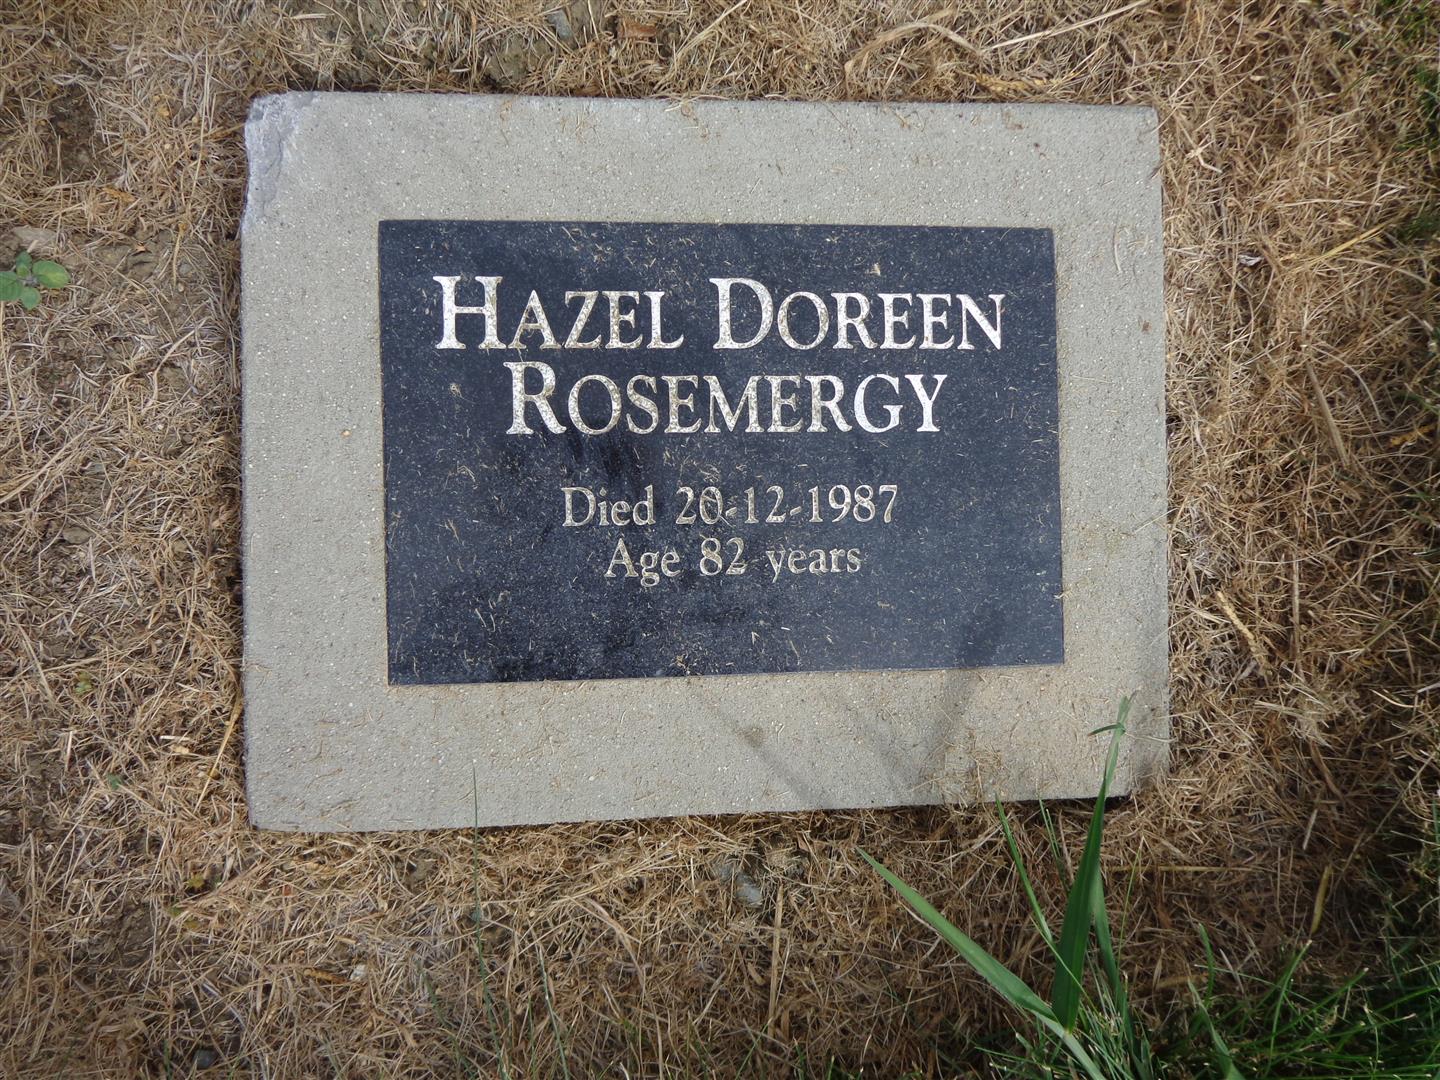 HAZEL DOREEN
ROSEMERGY
Died 20-12-1987
Age 82 years